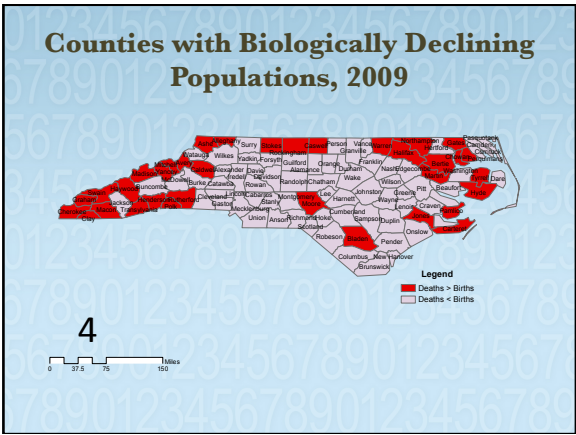 Counties with Biologically Declining
Populations, 2009
Ashe
Alleghany
Surry
Stokes
Rockingham
Caswell
Person
Vance
Granville
Warren
Northampton
Halifax
Hertford
Gates
Pasquotank
Camden
Currituck
Perquimans
Chowan
Bertie
Martin
Washington
Tyrrell
Dare
Hyde
Watauga
Wilkes
Yadkin
Forsyth
Guilford
Alamance
Orange
Durham
Wake
Franklin
Nash
Edgecombe
Wilson
Pitt
Beaufort
Mitchell
Avery
Yancey
Madison
Buncombe
McDowell
Burke
Caldwell
Alexander
Catawba
Iredell
Davie
Davidson
Rowan
Randolph
Chatham
Lee
Harnett
Johnston
Wayne
Greene
Lenoir
Craven
Pamlico
Haywood
Swain
Graham
Jackson
Cherokee
Macon
Clay
Transylvania
Henderson
Polk
Rutherford
Cleveland
Lincoln
Gaston
Cabarrus
Mecklenburg
Stanly
Union
Anson
Montgomery
Moore
Richmond
Hoke
Scotland
Cumberland
Sampson
Duplin
Jones
Carteret
Onslow
Robeson
Bladen
Pender
Columbus
New Hanover
Brunswick
Legend
Deaths > Births
Deaths < Births
4
Miles
0 37.5 75 150